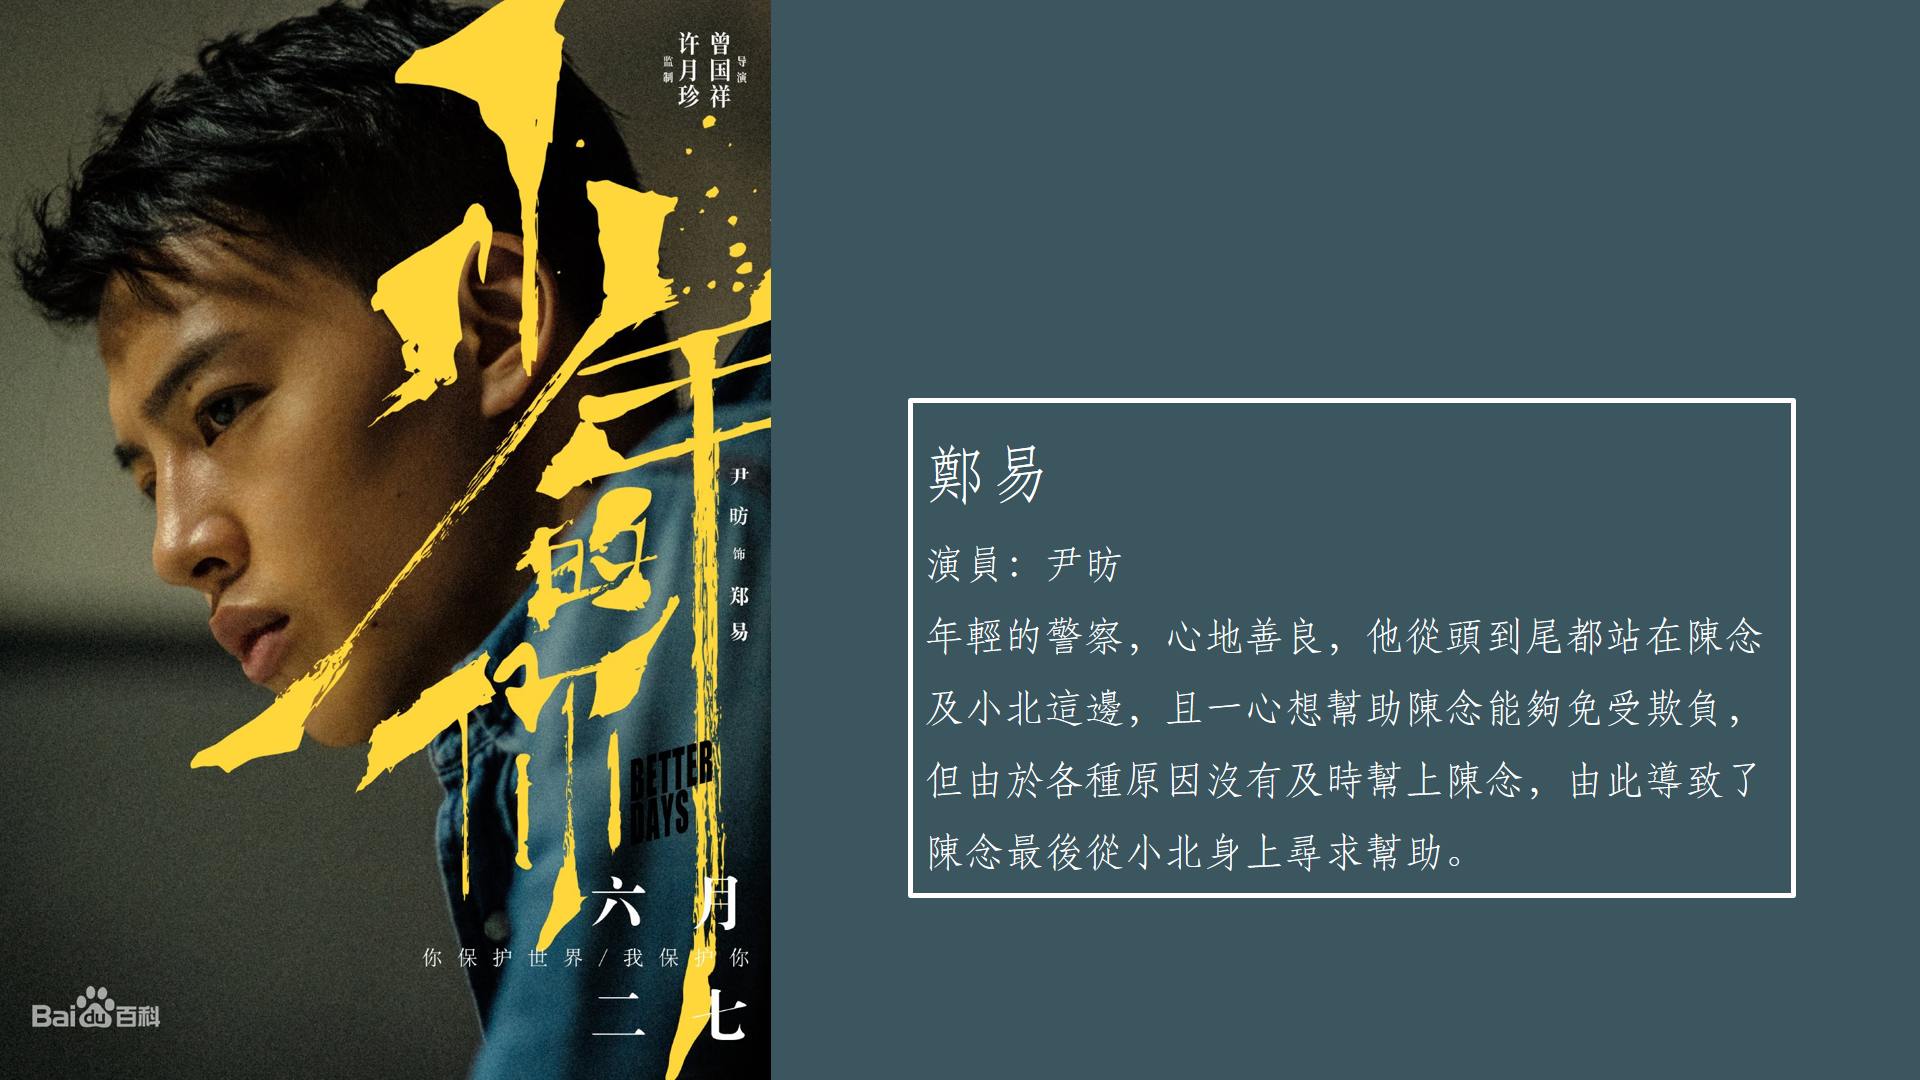 导演
曾国祥
许月珍
监制
少年的你
尹昉 饰 郑易
BETTER
DAYS
六月
你保护世界/我保护你
二七
Baidu百科
鄭易
演員：尹昉
年輕的警察，心地善良，他從頭到尾都站在陳念
及小北這邊，且一心想幫助陳念能夠免受欺負，
但由於各種原因沒有及時幫上陳念，由此導致了
陳念最後從小北身上尋求幫助。